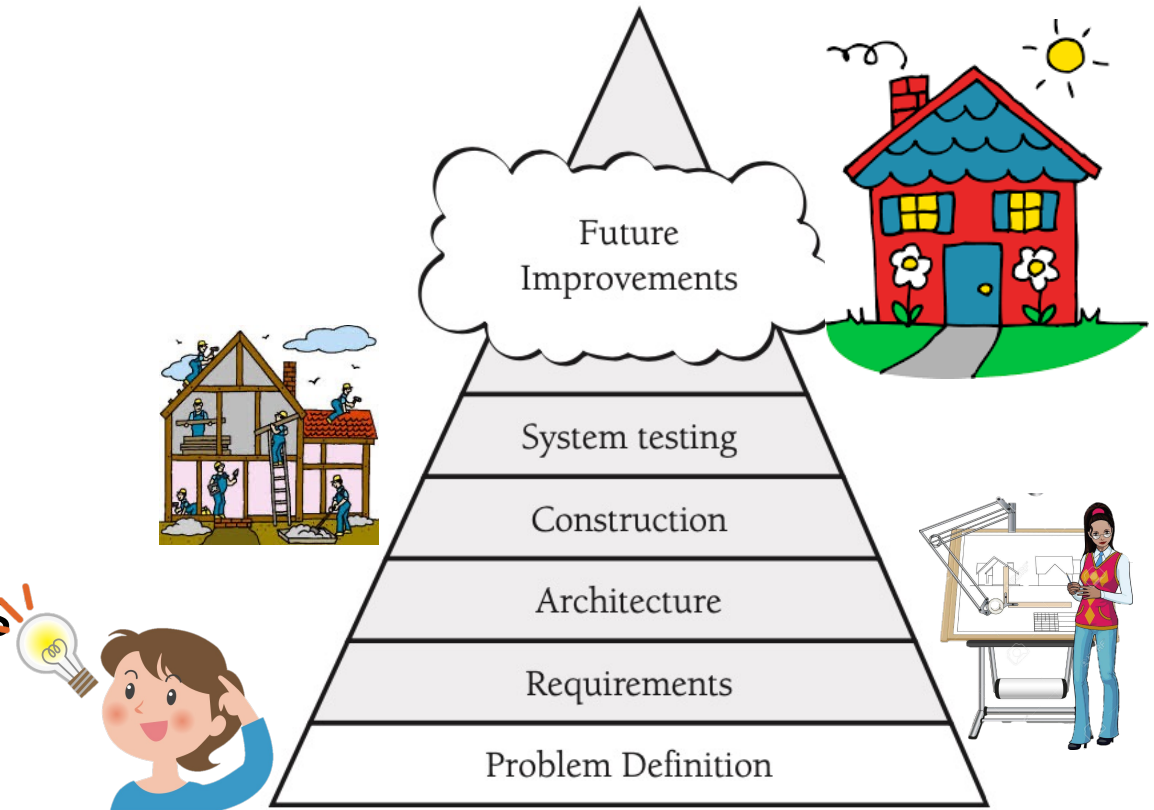 Future
Improvements
System testing
Construction
Architecture
Requirements
Problem Definition